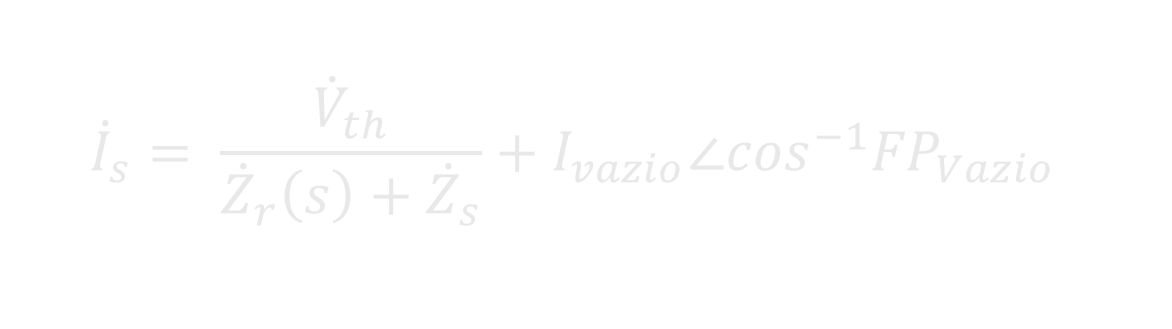 İ_s = V̇_th / (Ż_r(s) + Ż_s) + I_vazio∠cos⁻¹FP_Vazio